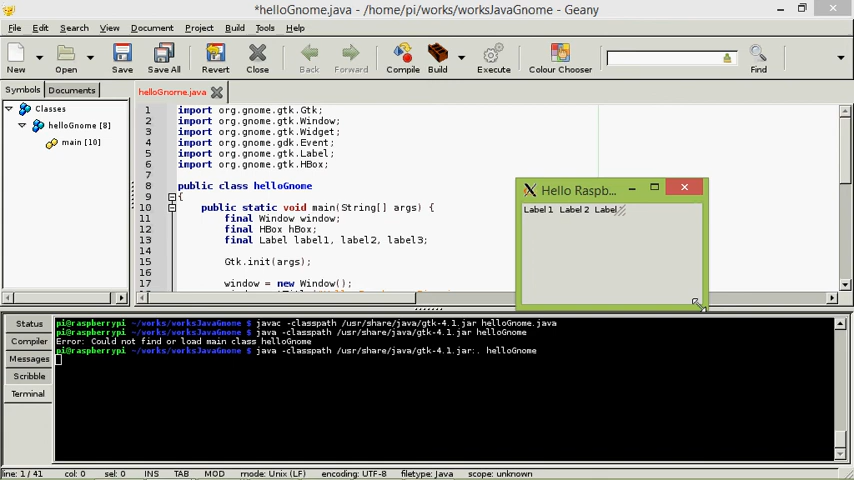 *helloGnome.java - /home/pi/works/worksJavaGnome - Geany
File Edit Search View Document Project Build Tools Help
New Open Save Save All Revert Close Back Forward Compile Build Execute Colour Chooser Find
Symbols Documents
helloGnome.java
Classes
helloGnome [8]
main [10]
1 import org.gnome.gtk.Gtk;
2 import org.gnome.gtk.Window;
3 import org.gnome.gtk.Widget;
4 import org.gnome.gdk.Event;
5 import org.gnome.gtk.Label;
6 import org.gnome.gtk.HBox;
7
8 public class helloGnome
9 {
10 public static void main(String[] args) {
11 final Window window;
12 final HBox hBox;
13 final Label label1, label2, label3;
14
15 Gtk.init(args);
16
17 window = new Window();
Hello Raspb...
Label 1 Label 2 Label
Status
Compiler
Messages
Scribble
Terminal
pi@raspberrypi ~/works/worksJavaGnome $ javac -classpath /usr/share/java/gtk-4.1.jar helloGnome.java
pi@raspberrypi ~/works/worksJavaGnome $ java -classpath /usr/share/java/gtk-4.1.jar helloGnome
Error: Could not find or load main class helloGnome
pi@raspberrypi ~/works/worksJavaGnome $ java -classpath /usr/share/java/gtk-4.1.jar:. helloGnome
line: 1 / 41 col: 0 sel: 0 INS TAB MOD mode: Unix (LF) encoding: UTF-8 filetype: Java scope: unknown